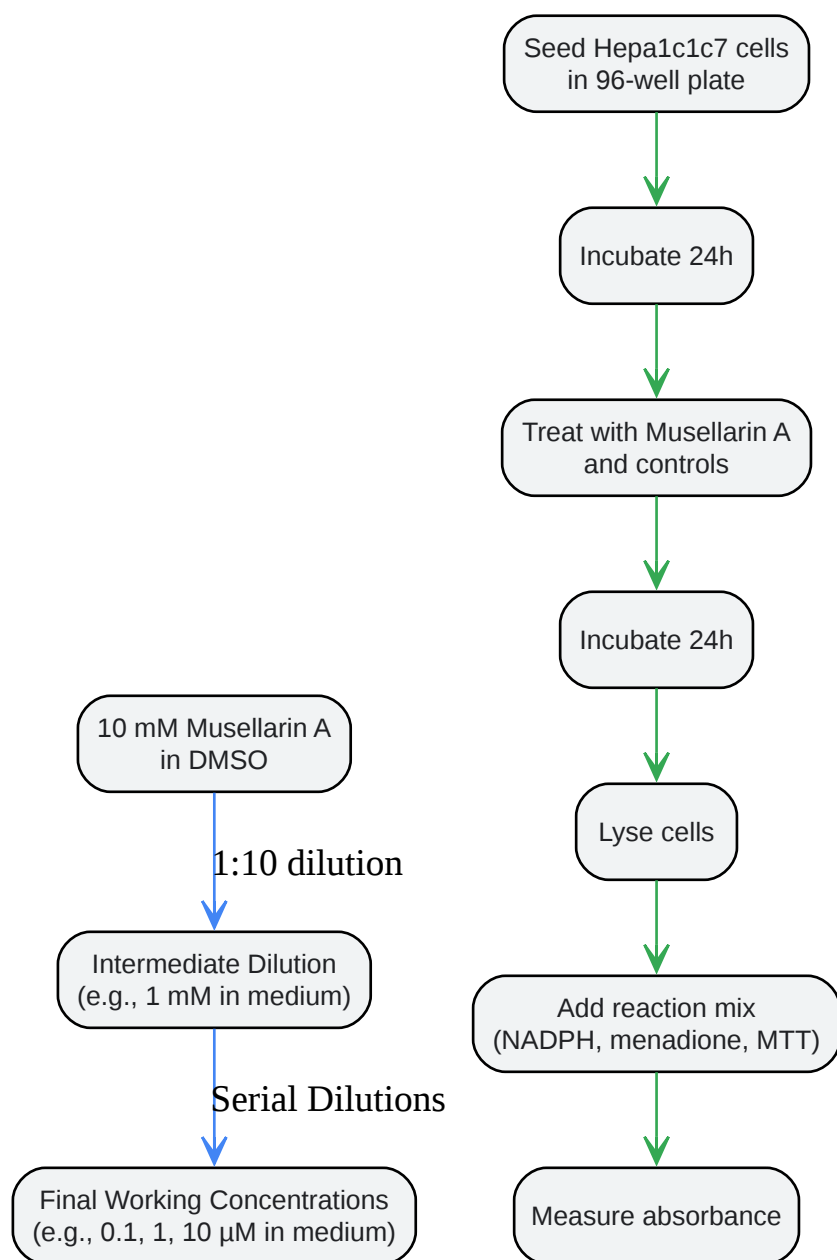 Seed Hepa1c1c7 cells
in 96-well plate
Incubate 24h
Treat with Musellarin A
and controls
Incubate 24h
Lyse cells
Add reaction mix
(NADPH, menadione, MTT)
Measure absorbance
10 mM Musellarin A
in DMSO
1:10 dilution
Intermediate Dilution
(e.g., 1 mM in medium)
Serial Dilutions
Final Working Concentrations
(e.g., 0.1, 1, 10 µM in medium)